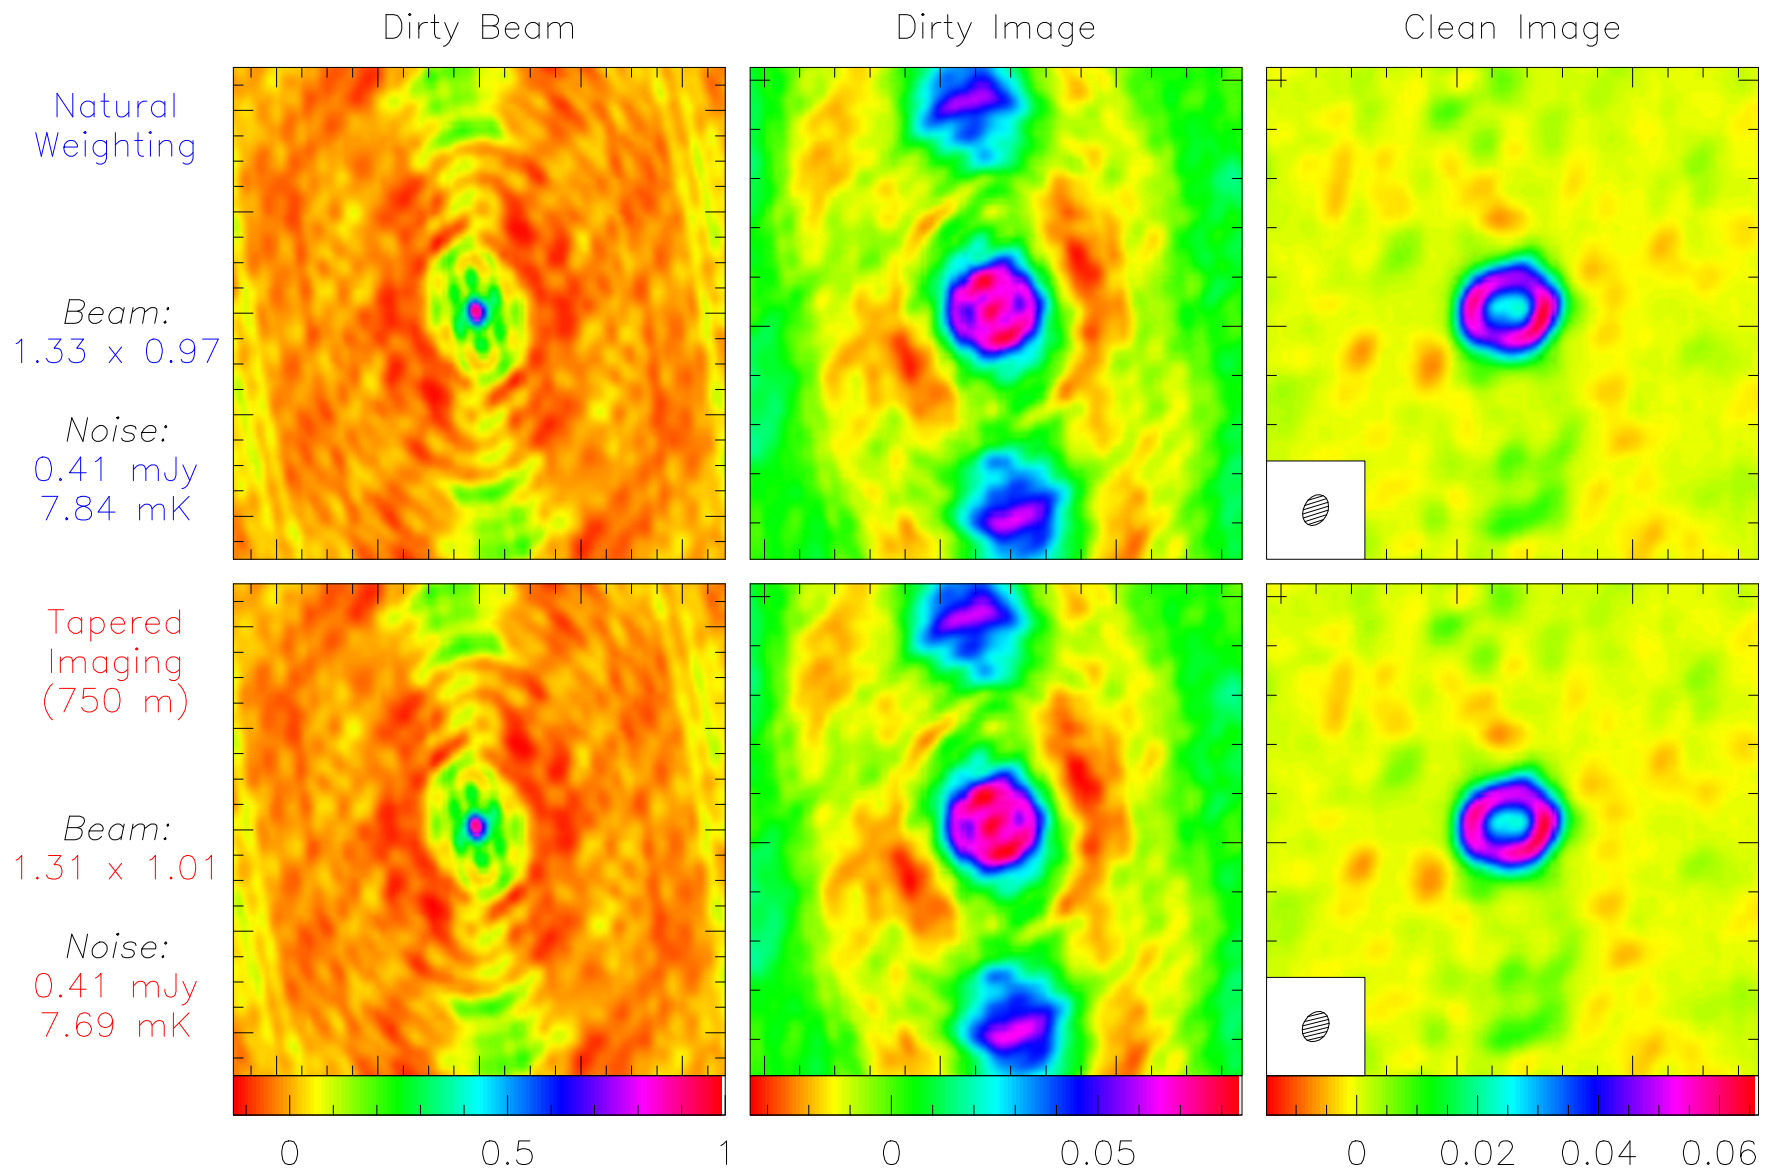 Dirty Beam
Dirty Image
Clean Image
Natural
Weighting
Beam:
1.33 x 0.97
Noise:
0.41 mJy
7.84 mK
Tapered
Imaging
(750 m)
Beam:
1.31 x 1.01
Noise:
0.41 mJy
7.69 mK
0 0.5 1
0 0.05
0 0.02 0.04 0.06